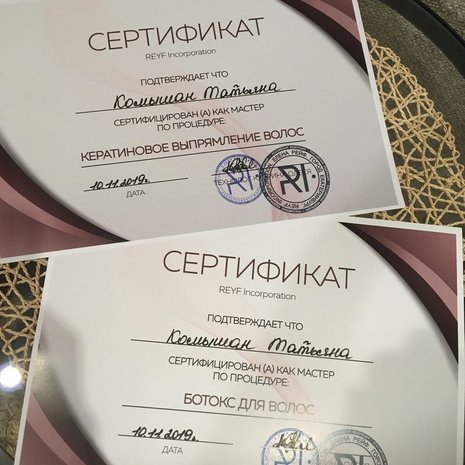 СЕРТИФИКАТ
REYF Incorporation
ПОДТВЕРЖДАЕТ ЧТО
Комышан Татьяна
СЕРТИФИЦИРОВАН (А) КАК МАСТЕР
ПО ПРОЦЕДУРЕ:
КЕРАТИНОВОЕ ВЫПРЯМЛЕНИЕ ВОЛОС
10.11.2019г.
ДАТА
СЕРТИФИКАТ
REYF Incorporation
ПОДТВЕРЖДАЕТ ЧТО
Комышан Татьяна
СЕРТИФИЦИРОВАН (А) КАК МАСТЕР
ПО ПРОЦЕДУРЕ:
БОТОКС ДЛЯ ВОЛОС
10.11.2019г.
ДАТА